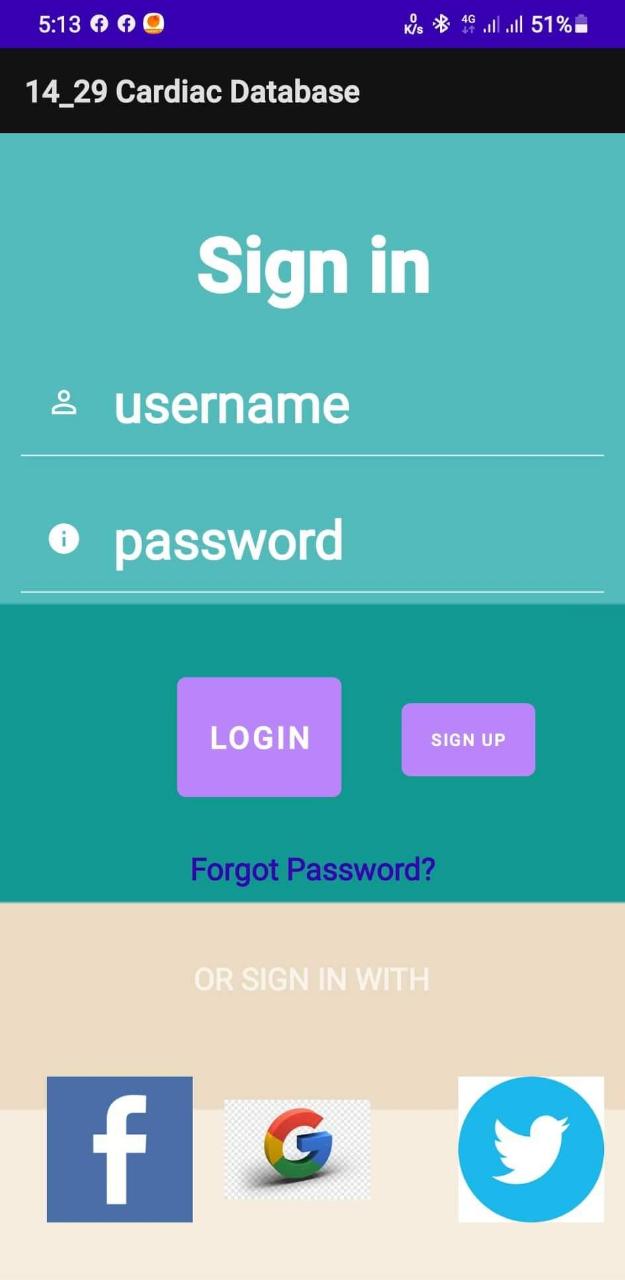 5:13
0 K/s 4G 51%
14_29 Cardiac Database
Sign in
username
password
LOGIN
SIGN UP
Forgot Password?
OR SIGN IN WITH